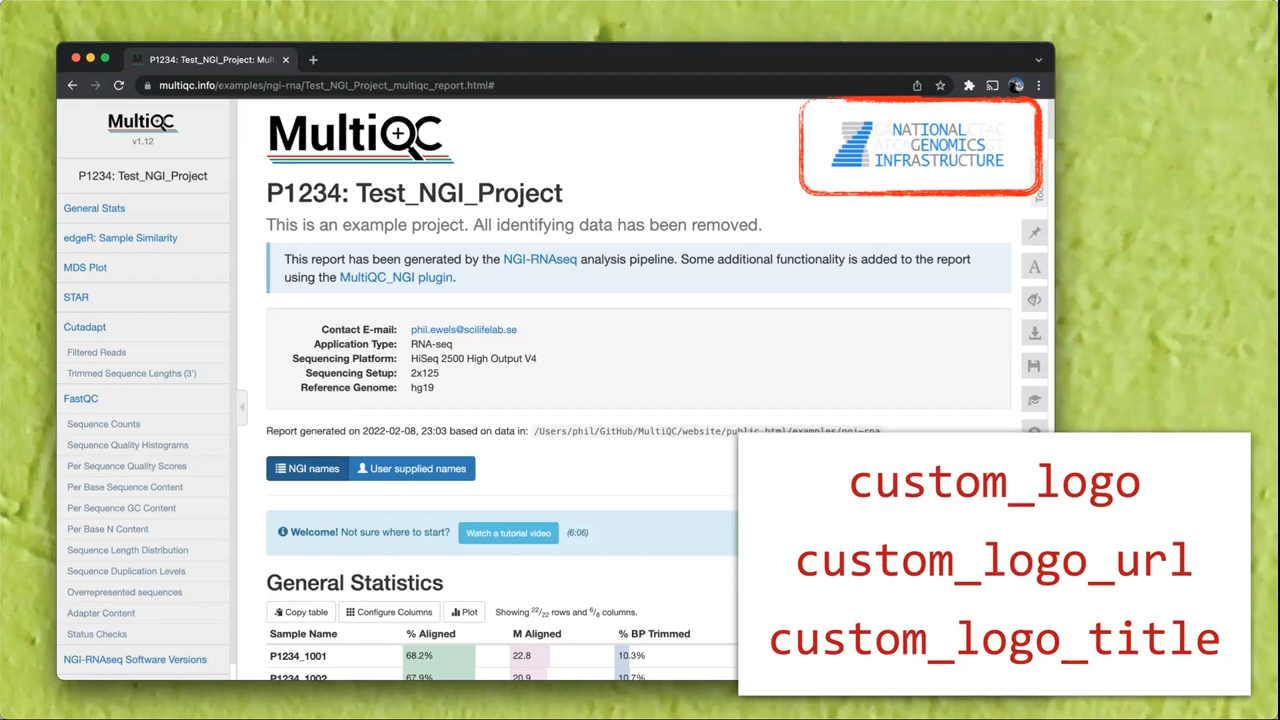 P1234: Test_NGI_Project: Mul
multiqc.info/examples/ngi-rna/Test_NGI_Project_multiqc_report.html#
MultiQC
v1.12
P1234: Test_NGI_Project
General Stats
edgeR: Sample Similarity
MDS Plot
STAR
Cutadapt
Filtered Reads
Trimmed Sequence Lengths (3')
FastQC
Sequence Counts
Sequence Quality Histograms
Per Sequence Quality Scores
Per Base Sequence Content
Per Sequence GC Content
Per Base N Content
Sequence Length Distribution
Sequence Duplication Levels
Overrepresented sequences
Adapter Content
Status Checks
NGI-RNAseq Software Versions
MultiQC
NATIONAL
GENOMICS
INFRASTRUCTURE
P1234: Test_NGI_Project
This is an example project. All identifying data has been removed.
This report has been generated by the NGI-RNAseq analysis pipeline. Some additional functionality is added to the report
using the MultiQC_NGI plugin.
Contact E-mail: phil.ewels@scilifelab.se
Application Type: RNA-seq
Sequencing Platform: HiSeq 2500 High Output V4
Sequencing Setup: 2x125
Reference Genome: hg19
Report generated on 2022-02-08, 23:03 based on data in: /Users/phil/GitHub/MultiQC/website/public_html/examples/ngi-rna
NGI names User supplied names
Welcome! Not sure where to start? Watch a tutorial video (6:06)
General Statistics
Copy table Configure Columns Plot Showing 22/22 rows and 6/8 columns.
Sample Name % Aligned M Aligned % BP Trimmed
P1234_1001 68.2% 22.8 10.3%
P1234_1002 67.9% 20.9 10.7%
custom_logo
custom_logo_url
custom_logo_title